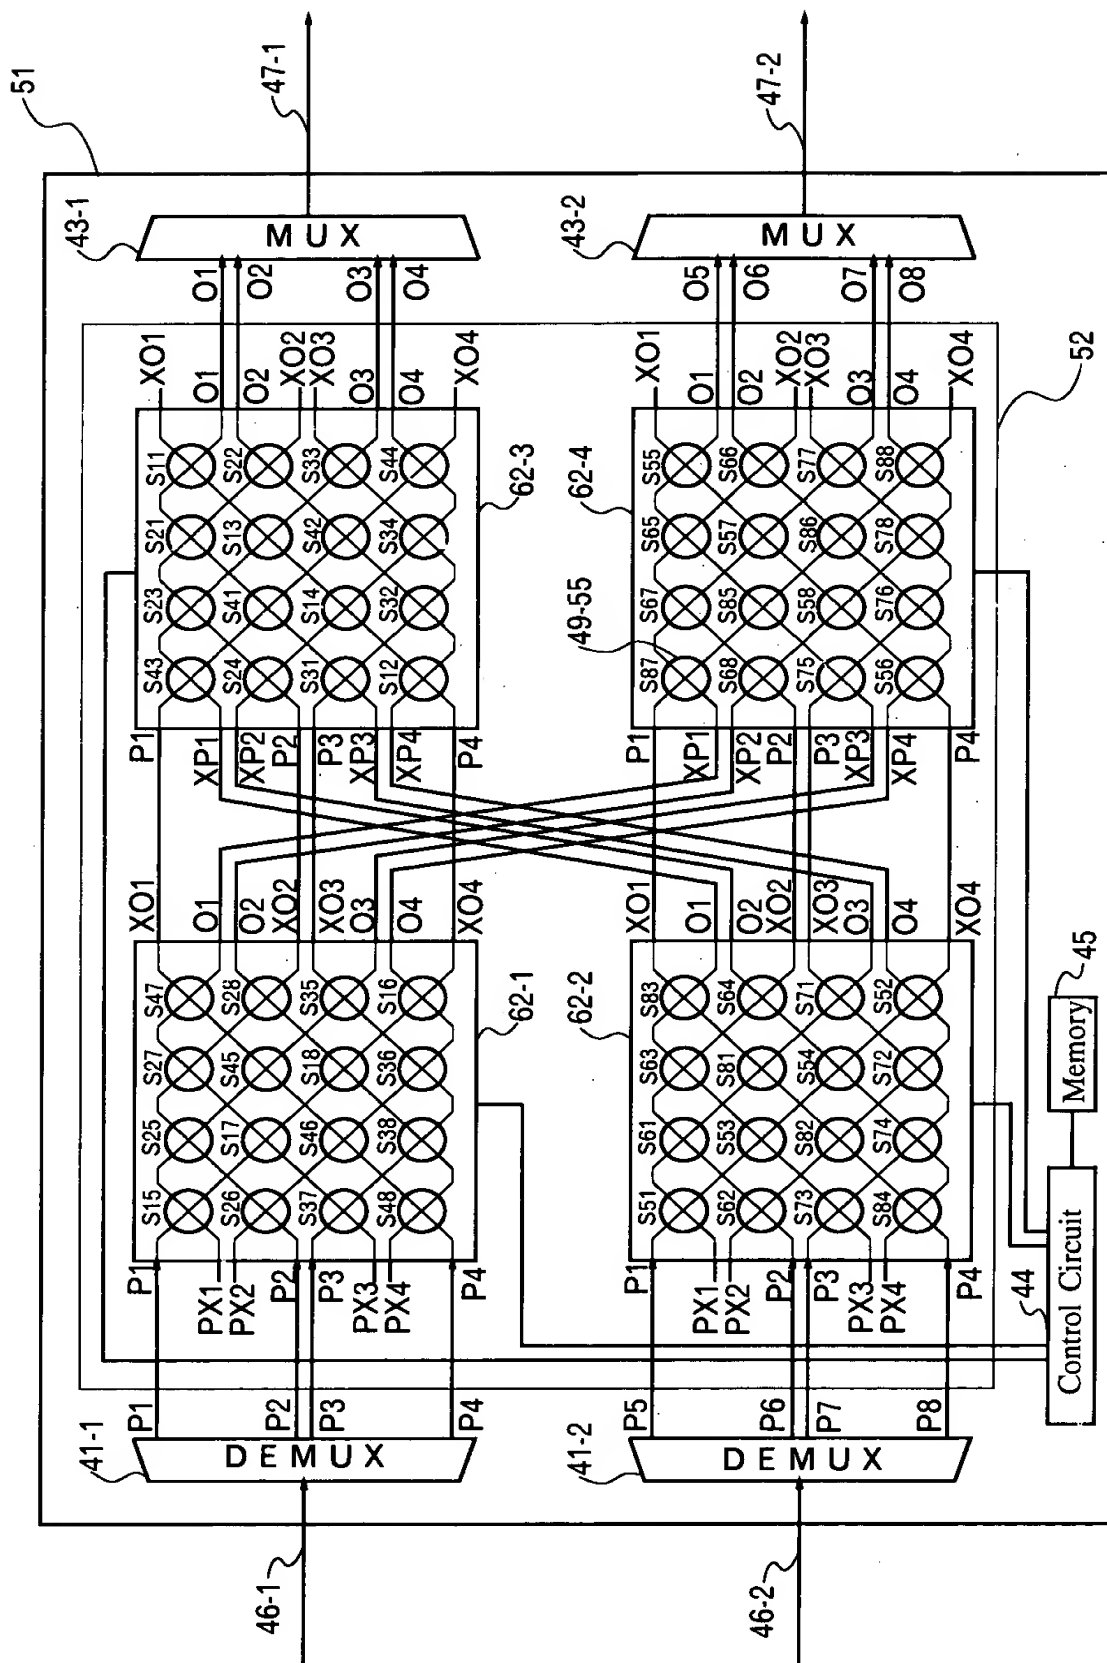 51
47-1
47-2
43-1
MUX
43-2
MUX
O1
O2
O3
O4
O5
O6
O7
O8
XO1
O1
O2
XO2
XO3
O3
O4
XO4
XO1
O1
O2
XO2
XO3
O3
O4
XO4
52
S11
S22
S33
S44
S21
S13
S42
S34
S23
S41
S14
S32
S43
S24
S31
S12
62-3
S55
S66
S77
S88
S65
S57
S86
S78
S67
S85
S58
S76
S87
S68
S75
S56
62-4
49-55
P1
XP1
XP2
P2
P3
XP3
XP4
P4
P1
XP1
XP2
P2
P3
XP3
XP4
P4
XO1
O1
O2
XO2
XO3
O3
O4
XO4
XO1
O1
O2
XO2
XO3
O3
O4
XO4
S47
S28
S35
S16
S27
S45
S18
S36
S25
S17
S46
S38
S15
S26
S37
S48
62-1
S83
S64
S71
S52
S63
S81
S54
S72
S61
S53
S82
S74
S51
S62
S73
S84
62-2
P1
PX1
PX2
P2
P3
PX3
PX4
P4
P1
PX1
PX2
P2
P3
PX3
PX4
P4
P1
P2
P3
P4
P5
P6
P7
P8
41-1
DEMUX
41-2
DEMUX
46-1
46-2
44
Control Circuit
45
Memory